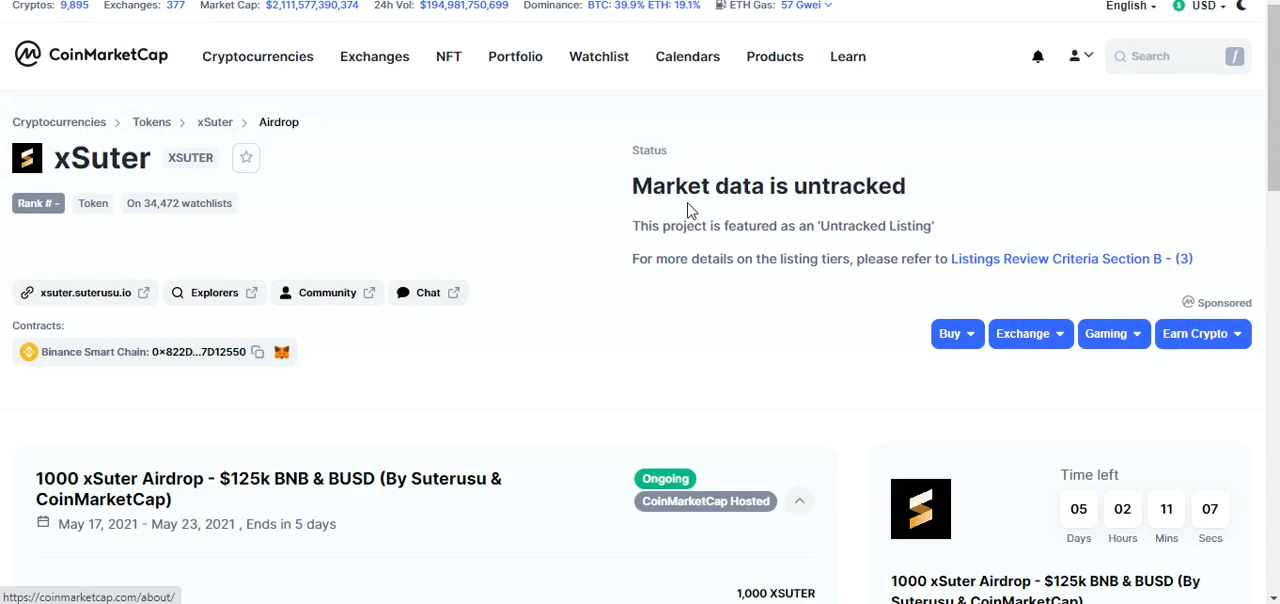 Cryptos: 9,895 Exchanges: 377 Market Cap: $2,111,577,390,374 24h Vol: $194,981,750,699 Dominance: BTC: 39.9% ETH: 19.1% ETH Gas: 57 Gwei English USD
CoinMarketCap Cryptocurrencies Exchanges NFT Portfolio Watchlist Calendars Products Learn Search /
Cryptocurrencies > Tokens > xSuter > Airdrop
xSuter XSUTER
Rank # - Token On 34,472 watchlists
Status
Market data is untracked
This project is featured as an 'Untracked Listing'
For more details on the listing tiers, please refer to Listings Review Criteria Section B - (3)
xsuter.suterusu.io Explorers Community Chat
Sponsored
Contracts:
Buy Exchange Gaming Earn Crypto
Binance Smart Chain: 0x822D...7D12550
1000 xSuter Airdrop - $125k BNB & BUSD (By Suterusu &
CoinMarketCap)
Ongoing
CoinMarketCap Hosted
May 17, 2021 - May 23, 2021 , Ends in 5 days
1,000 XSUTER
Time left
05 02 11 07
Days Hours Mins Secs
1000 xSuter Airdrop - $125k BNB & BUSD (By
Suterusu & CoinMarketCap)
https://coinmarketcap.com/about/